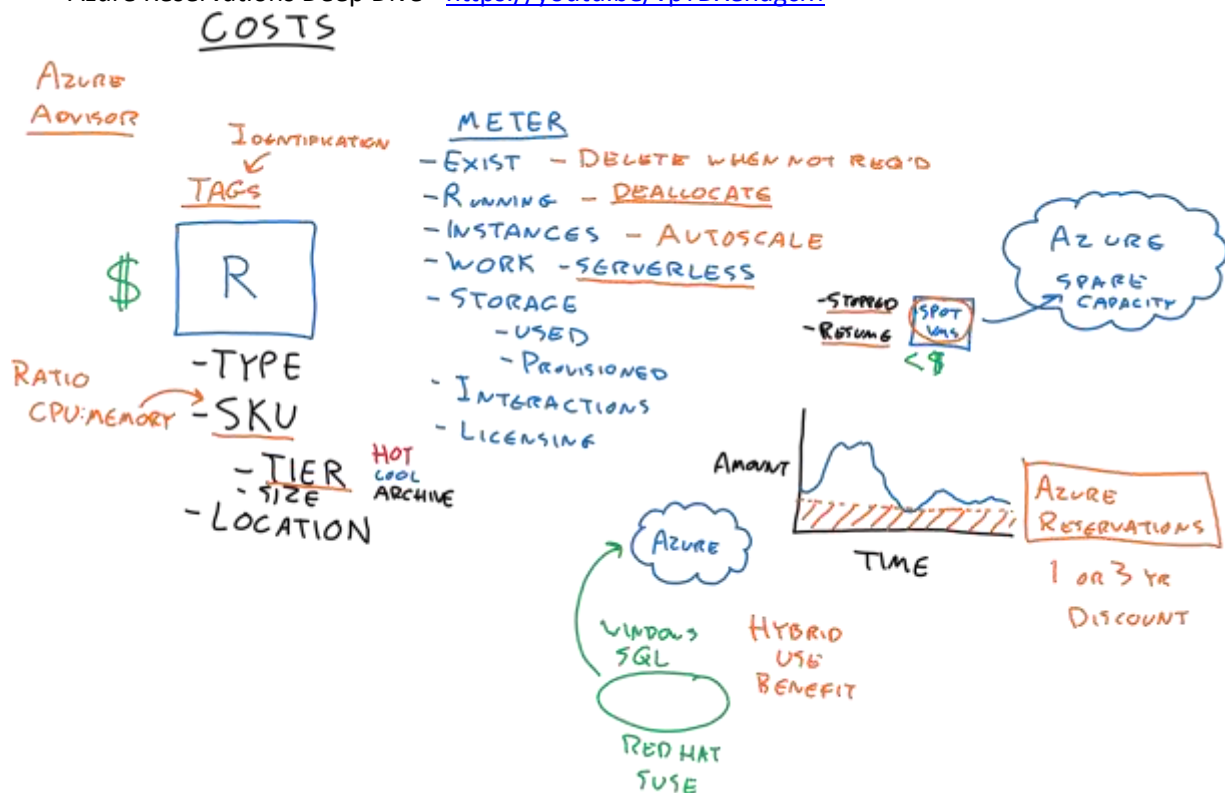 COSTS
AZURE
ADVISOR
IDENTIFICATION
TAGS
$
R
-TYPE
RATIO
CPU:MEMORY
-SKU
-TIER
HOT
COOL
ARCHIVE
-SIZE
-LOCATION
METER
-EXIST - DELETE WHEN NOT REQ'D
-RUNNING - DEALLOCATE
-INSTANCES - AUTOSCALE
-WORK -SERVERLESS
-STORAGE
-USED
-PROVISIONED
-INTERACTIONS
-LICENSING
AZURE
SPARE
CAPACITY
-STOPPED
-RESUME
SPOT
VMS
<$
AMOUNT
TIME
AZURE
RESERVATIONS
1 OR 3 YR
DISCOUNT
AZURE
WINDOWS
SQL
HYBRID
USE
BENEFIT
RED HAT
SUSE